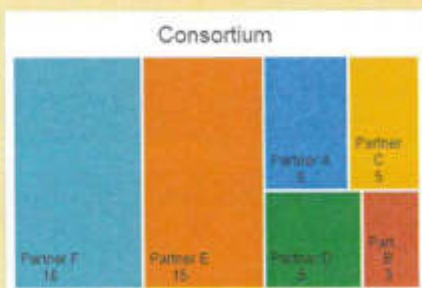 Consortium
Partner F
16
Partner E
15
Partner A
6
Partner
C
5
Partner D
5
Part...
B
3